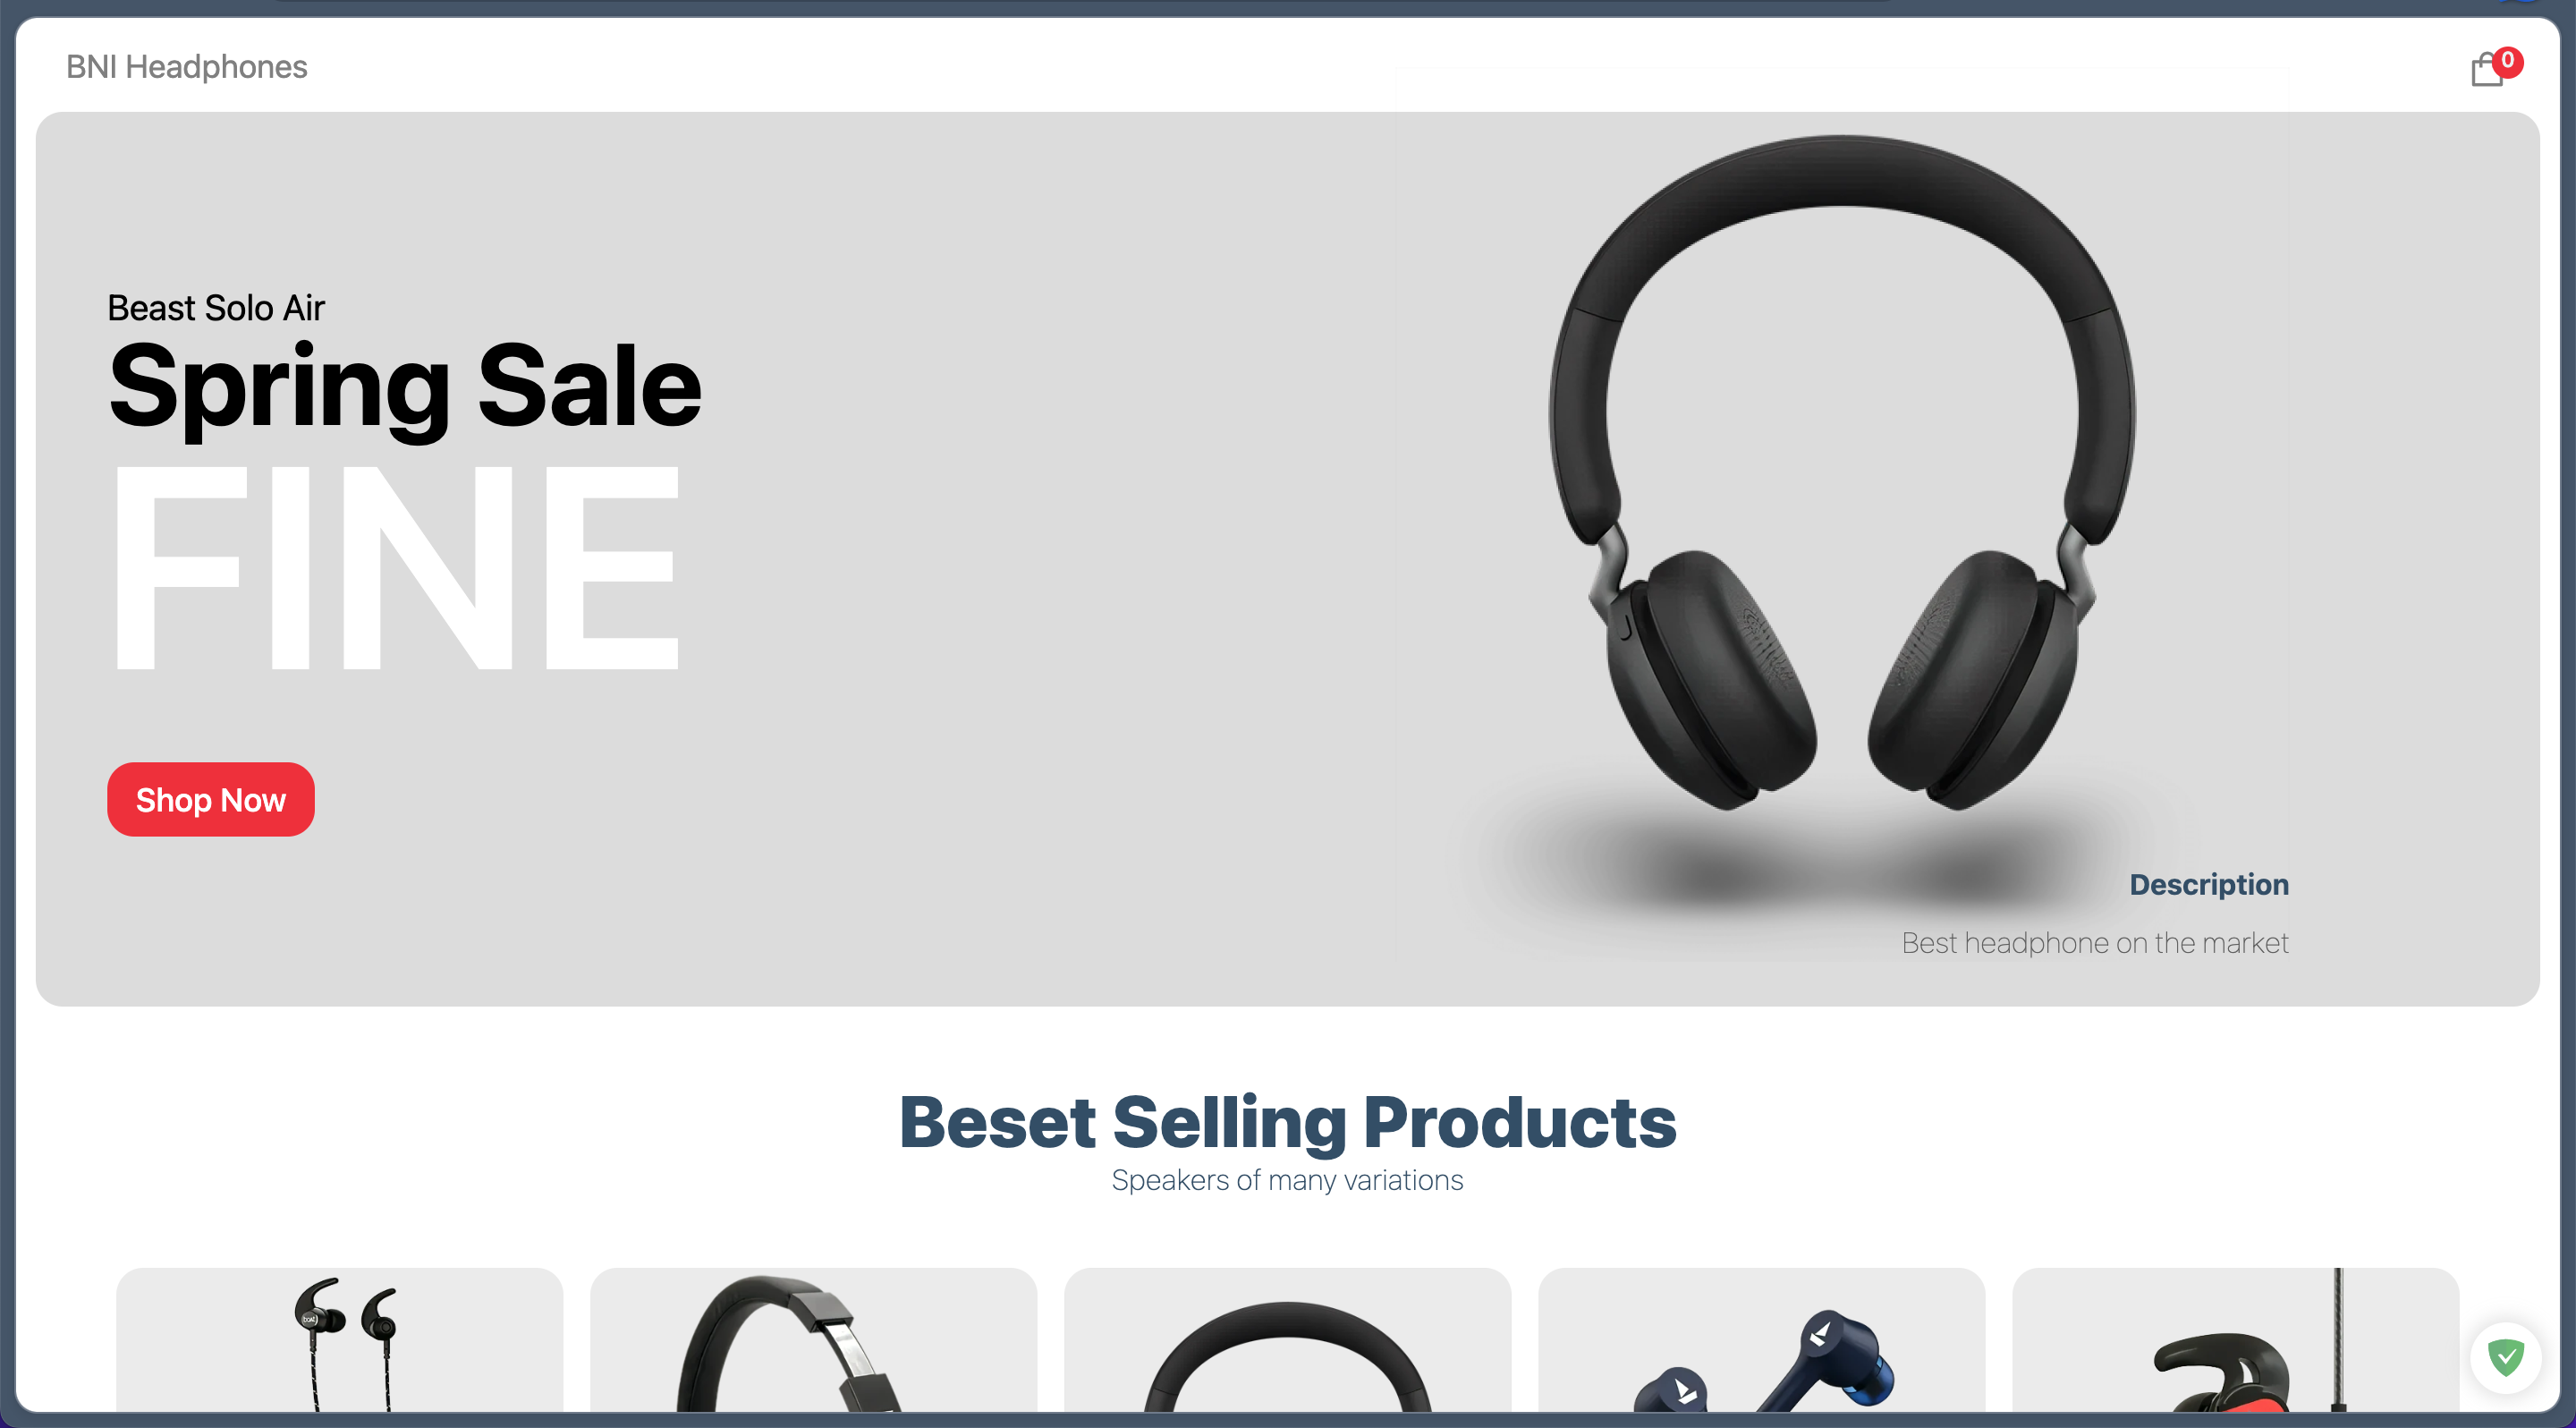 BNI Headphones
0
Beast Solo Air
Spring Sale
FINE
Shop Now
Description
Best headphone on the market
Beset Selling Products
Speakers of many variations
boat